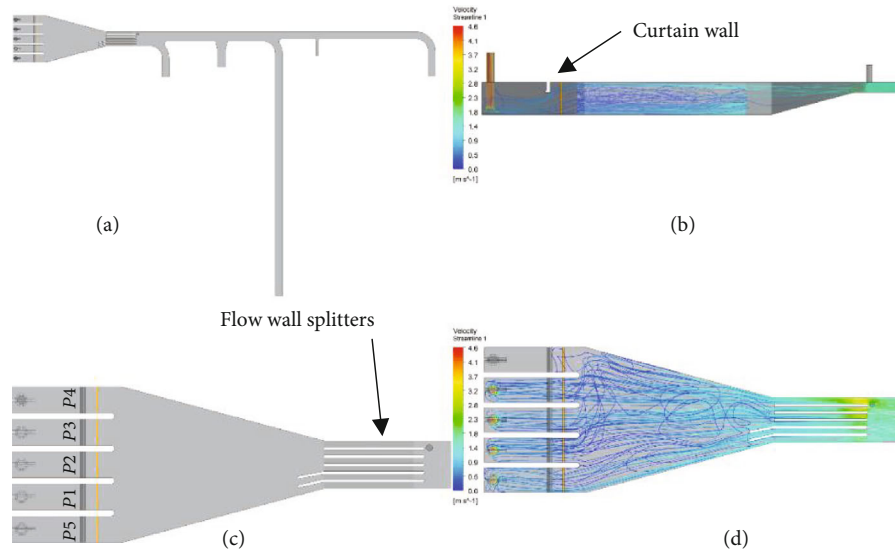 Velocity
Streamline 1
4.6
4.1
3.7
3.2
2.8
2.3
1.8
1.4
0.9
0.5
0.0
[m s^-1]
Curtain wall
(a)
(b)
Flow wall splitters
Velocity
Streamline 1
4.6
4.1
3.7
3.2
2.8
2.3
1.8
1.4
0.9
0.5
0.0
[m s^-1]
P4
P3
P2
P1
P5
(c)
(d)